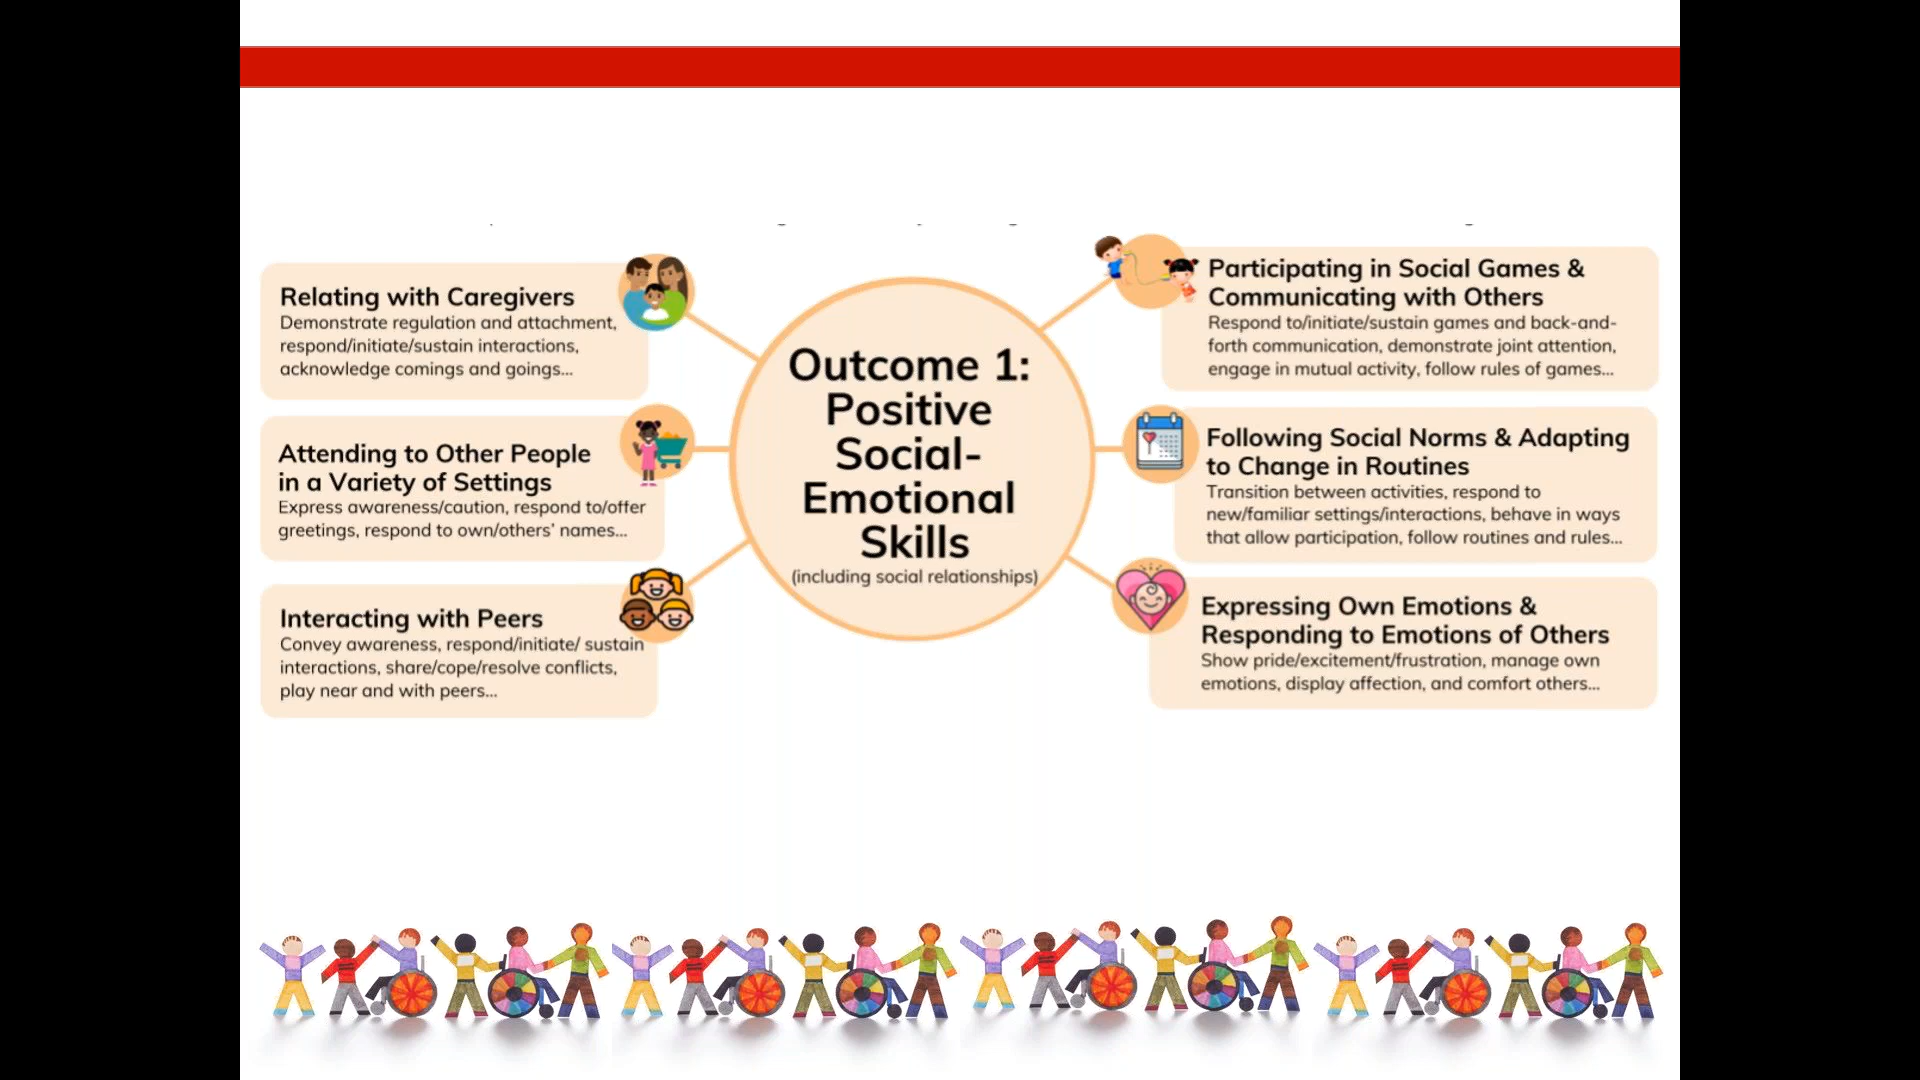 Relating with Caregivers
Demonstrate regulation and attachment,
respond/initiate/sustain interactions,
acknowledge comings and goings...
Attending to Other People
in a Variety of Settings
Express awareness/caution, respond to/offer
greetings, respond to own/others' names...
Interacting with Peers
Convey awareness, respond/initiate/ sustain
interactions, share/cope/resolve conflicts,
play near and with peers...
Outcome 1:
Positive
Social-
Emotional
Skills
(including social relationships)
Participating in Social Games &
Communicating with Others
Respond to/initiate/sustain games and back-and-
forth communication, demonstrate joint attention,
engage in mutual activity, follow rules of games...
Following Social Norms & Adapting
to Change in Routines
Transition between activities, respond to
new/familiar settings/interactions, behave in ways
that allow participation, follow routines and rules...
Expressing Own Emotions &
Responding to Emotions of Others
Show pride/excitement/frustration, manage own
emotions, display affection, and comfort others...